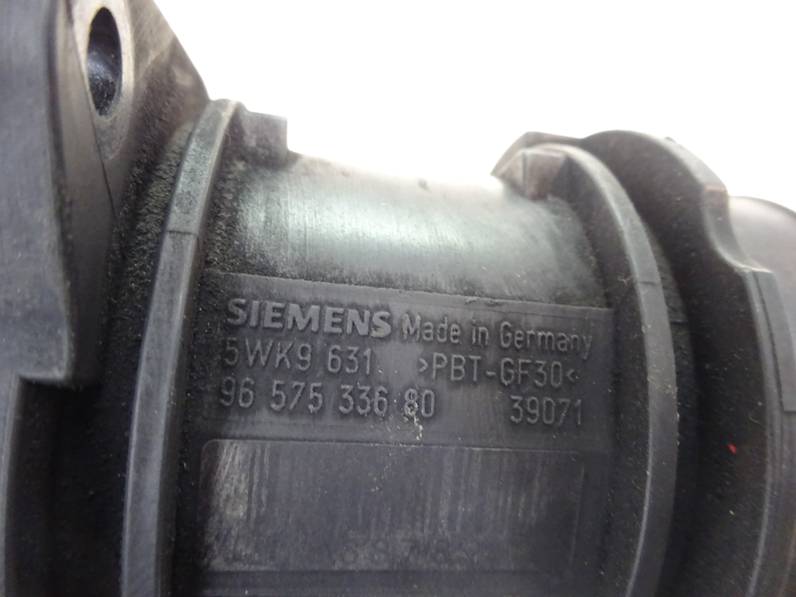 SIEMENS Made in Germany
5WK9 631 >PBT-GF30<
96 575 336 80 39071